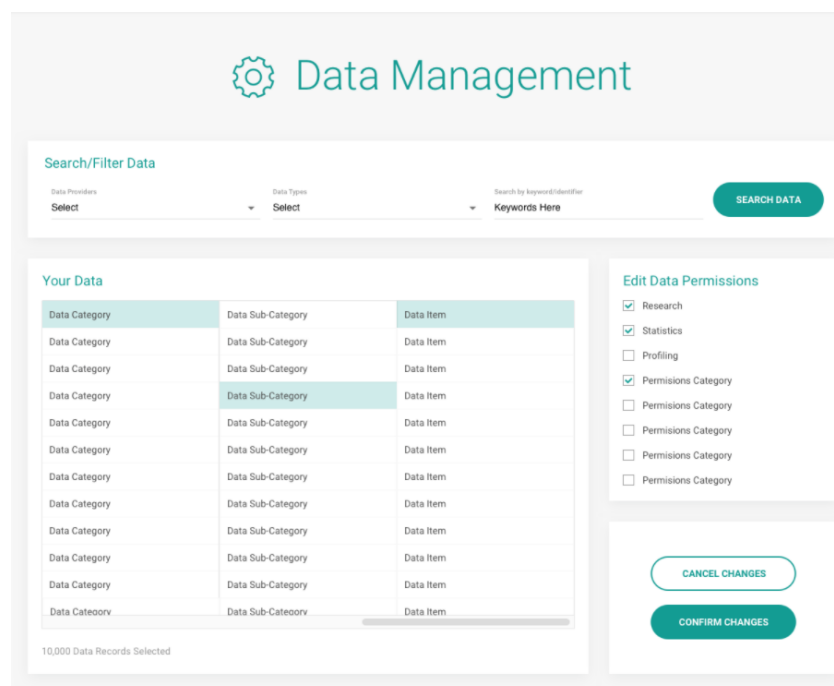 Data Management
Search/Filter Data
Data Providers
Select
Data Types
Select
Search by keyword/identifier
Keywords Here
SEARCH DATA
Your Data
Data Category Data Sub-Category Data Item
Data Category Data Sub-Category Data Item
Data Category Data Sub-Category Data Item
Data Category Data Sub-Category Data Item
Data Category Data Sub-Category Data Item
Data Category Data Sub-Category Data Item
Data Category Data Sub-Category Data Item
Data Category Data Sub-Category Data Item
Data Category Data Sub-Category Data Item
Data Category Data Sub-Category Data Item
Data Category Data Sub-Category Data Item
Data Category Data Sub-Category Data Item
10,000 Data Records Selected
Edit Data Permissions
Research
Statistics
Profiling
Permisions Category
Permisions Category
Permisions Category
Permisions Category
Permisions Category
CANCEL CHANGES
CONFIRM CHANGES